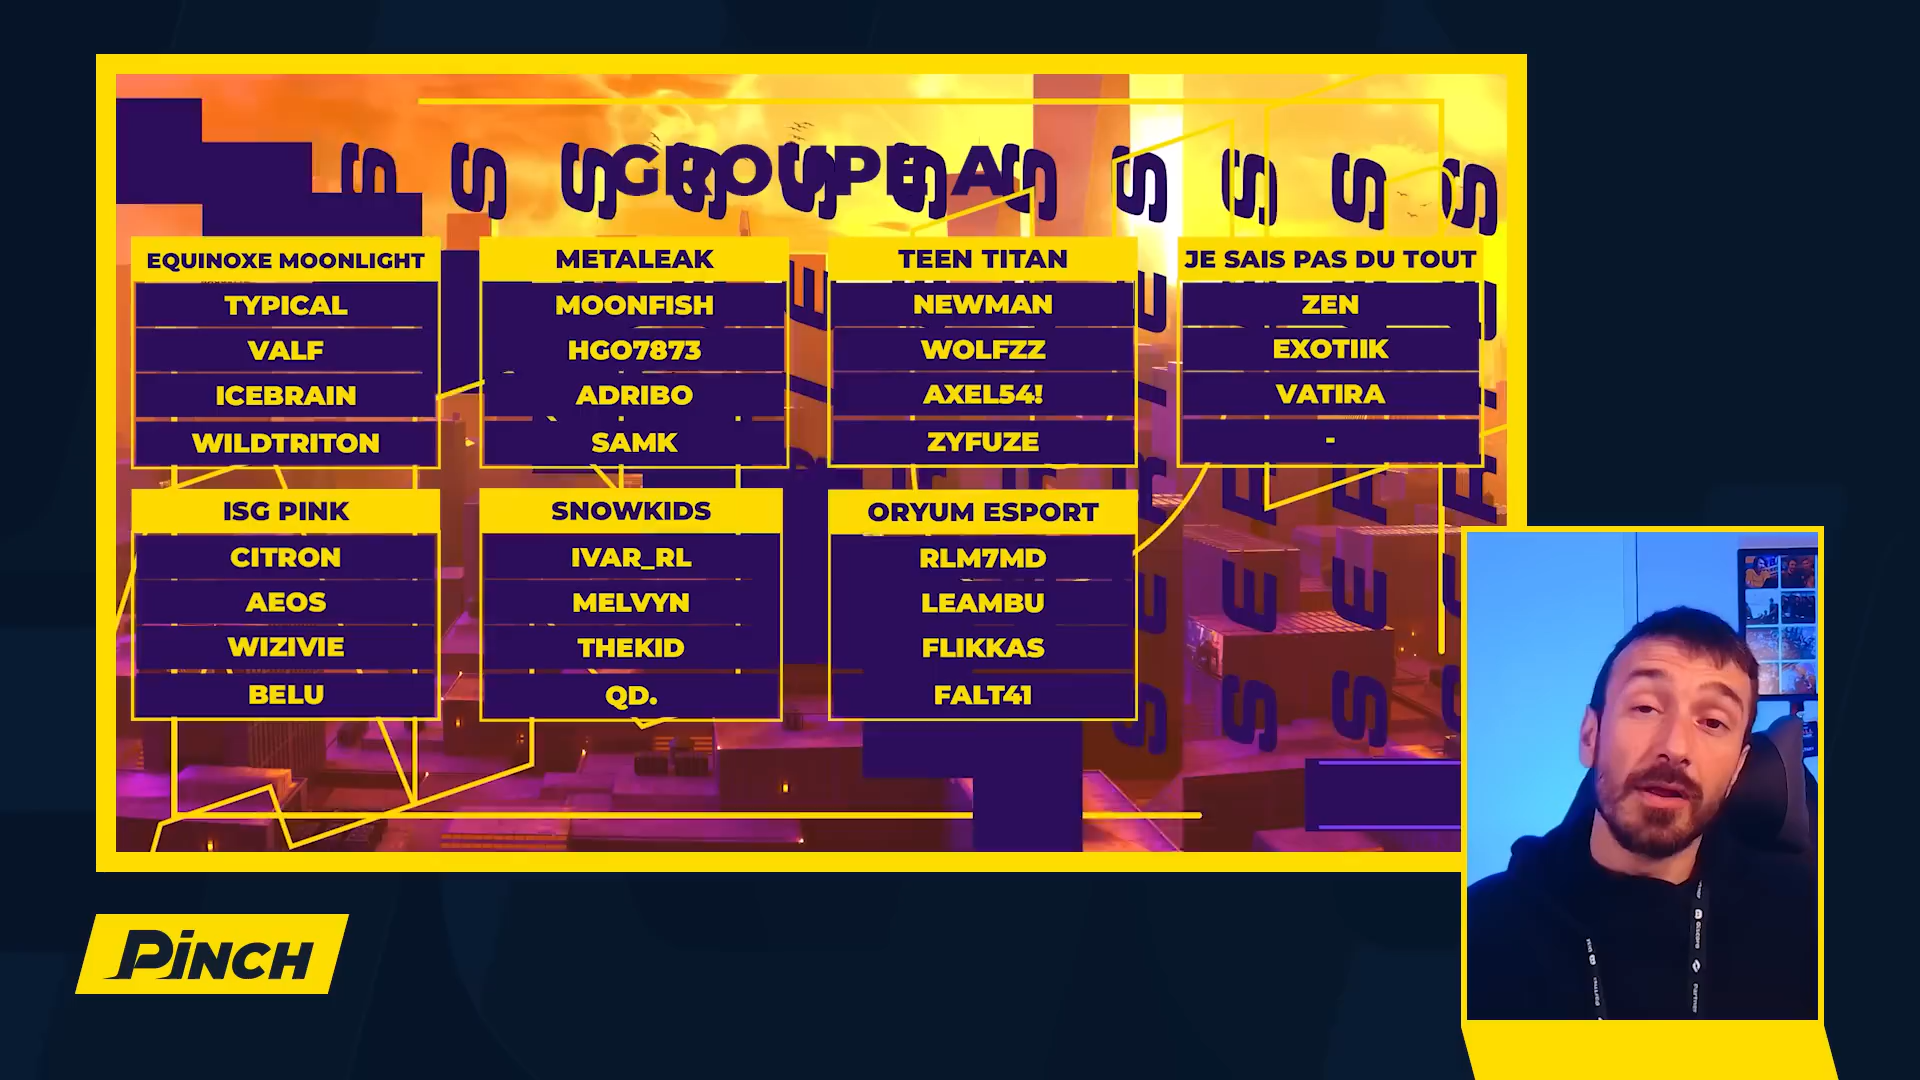 GROUPE A
EQUINOXE MOONLIGHT
TYPICAL
VALF
ICEBRAIN
WILDTRITON
METALEAK
MOONFISH
HGO7873
ADRIBO
SAMK
TEEN TITAN
NEWMAN
WOLFZZ
AXEL54!
ZYFUZE
JE SAIS PAS DU TOUT
ZEN
EXOTIIK
VATIRA
-
ISG PINK
CITRON
AEOS
WIZIVIE
BELU
SNOWKIDS
IVAR_RL
MELVYN
THEKID
QD.
ORYUM ESPORT
RLM7MD
LEAMBU
FLIKKAS
FALT41
PINCH